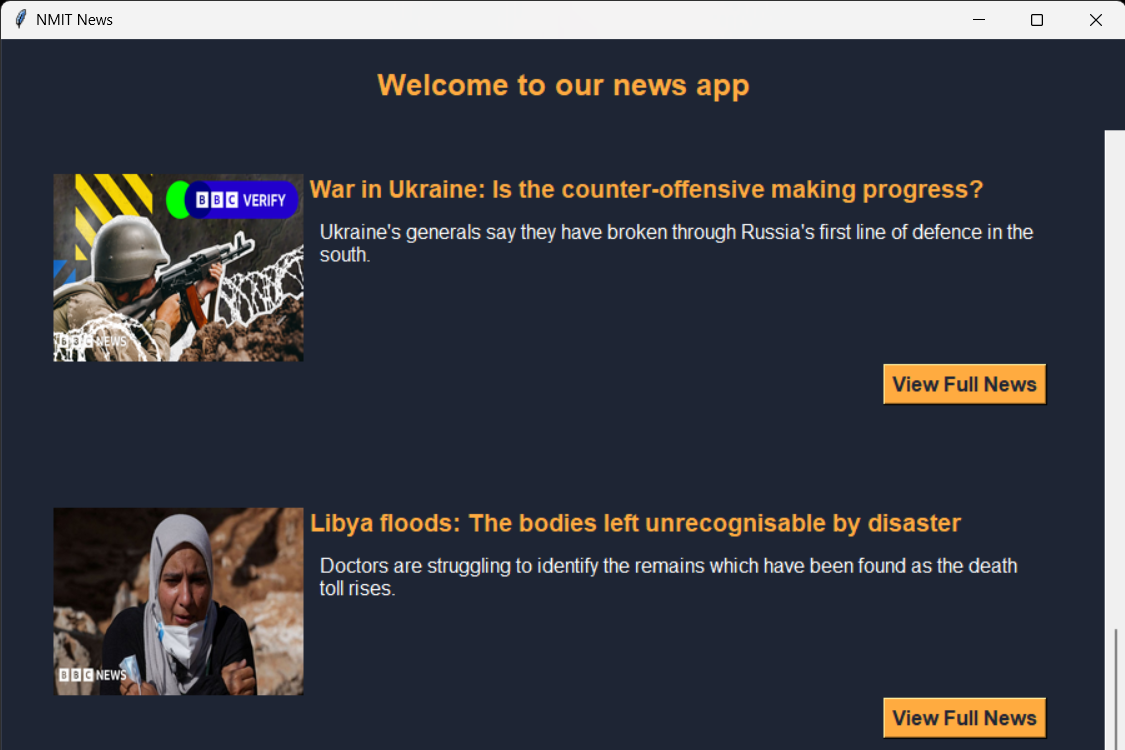 NMIT News
Welcome to our news app
BBC VERIFY
War in Ukraine: Is the counter-offensive making progress?
Ukraine's generals say they have broken through Russia's first line of defence in the
south.
BBC NEWS
View Full News
Libya floods: The bodies left unrecognisable by disaster
Doctors are struggling to identify the remains which have been found as the death
toll rises.
BBC NEWS
View Full News